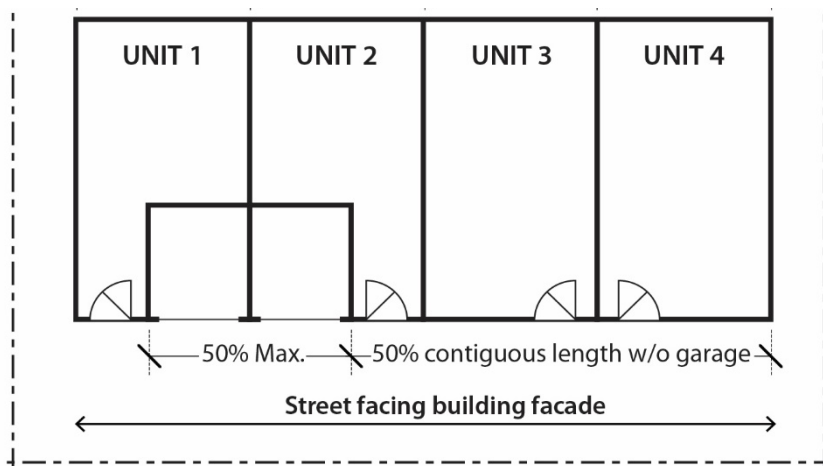 UNIT 1 UNIT 2 UNIT 3 UNIT 4
50% Max. 50% contiguous length w/o garage
Street facing building facade